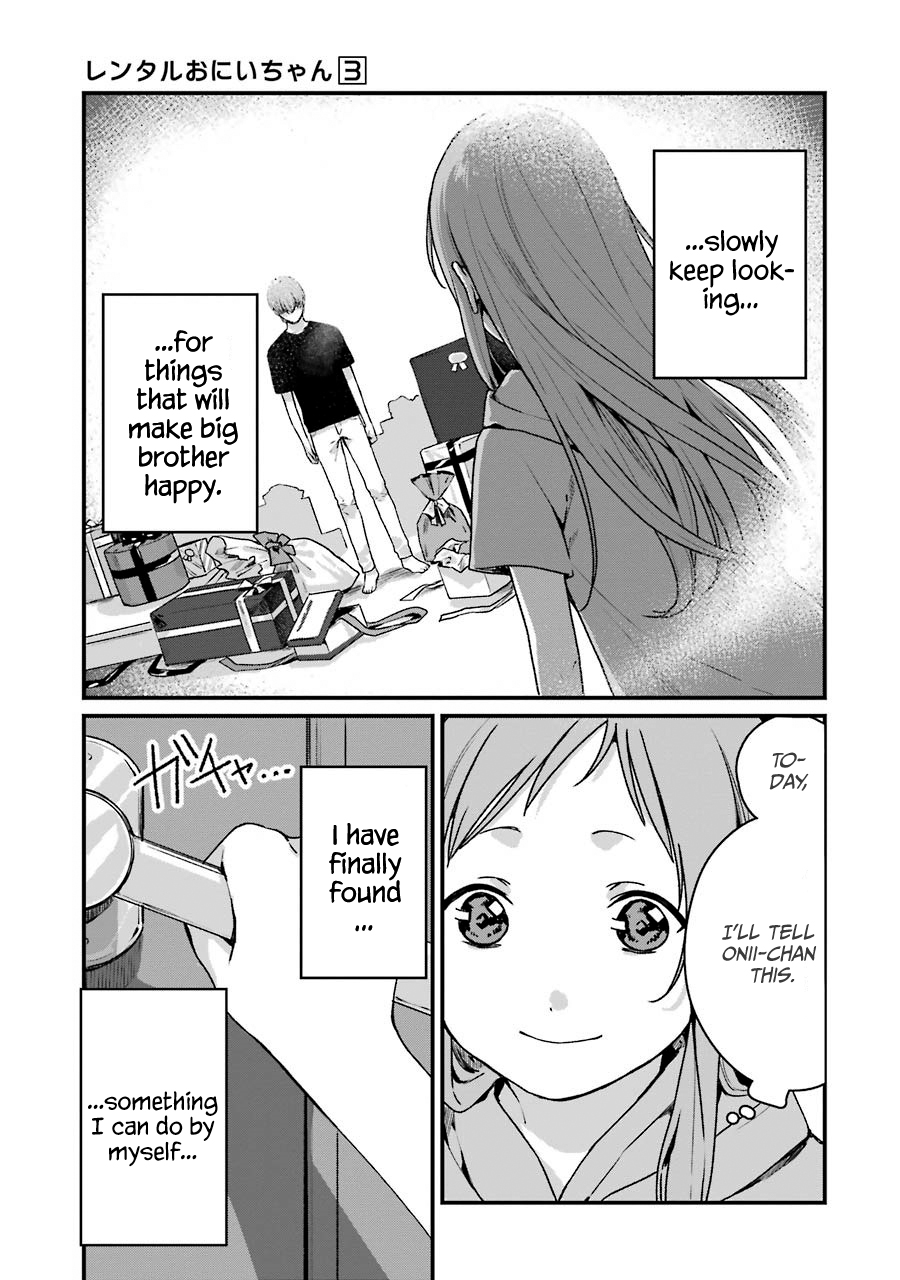 レンタルおにいちゃん 3
...slowly
keep look-
ing...
...for
things
that will
make big
brother
happy.
TO-
DAY,
I'LL TELL
ONII-CHAN
THIS.
ガチャ...
I have
finally
found
...
...something
I can do by
myself...